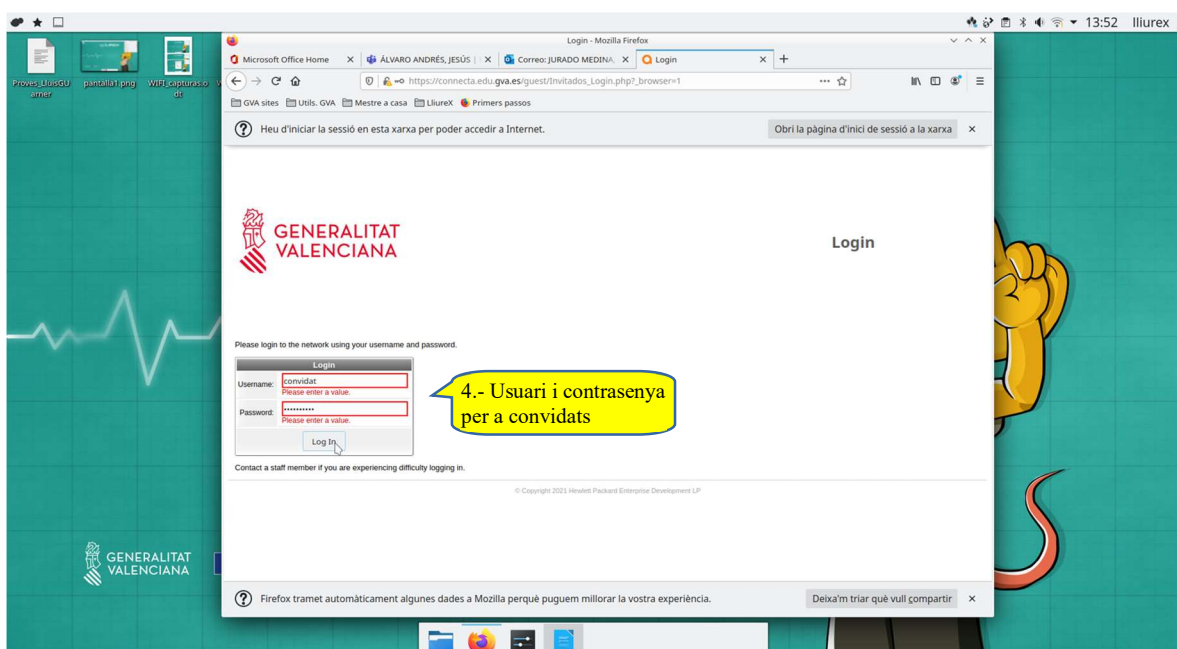 13:52 lliurex
Login - Mozilla Firefox
Microsoft Office Home
ÁLVARO ANDRÉS, JESÚS |
Correo: JURADO MEDINA,
Login
https://connecta.edu.gva.es/guest/Invitados_Login.php?_browser=1
GVA sites Utils. GVA Mestre a casa LliureX Primers passos
Heu d'iniciar la sessió en esta xarxa per poder accedir a Internet.
Obri la pàgina d'inici de sessió a la xarxa
pantalla1.png
GENERALITAT
VALENCIANA
Login
Please login to the network using your username and password.
Login
Username: convidat
Please enter a value.
Password: ••••••••••
Please enter a value.
Log In
4.- Usuari i contrasenya
per a convidats
Contact a staff member if you are experiencing difficulty logging in.
© Copyright 2021 Hewlett Packard Enterprise Development LP
GENERALITAT
VALENCIANA
Firefox tramet automàticament algunes dades a Mozilla perquè puguem millorar la vostra experiència.
Deixa'm triar què vull compartir